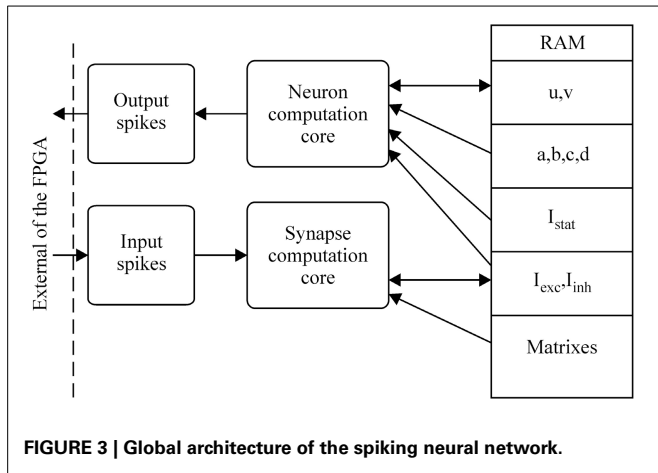 External of the FPGA
Output
spikes
Neuron
computation
core
Input
spikes
Synapse
computation
core
RAM
u,v
a,b,c,d
I_stat
I_exc,I_inh
Matrixes
FIGURE 3 | Global architecture of the spiking neural network.